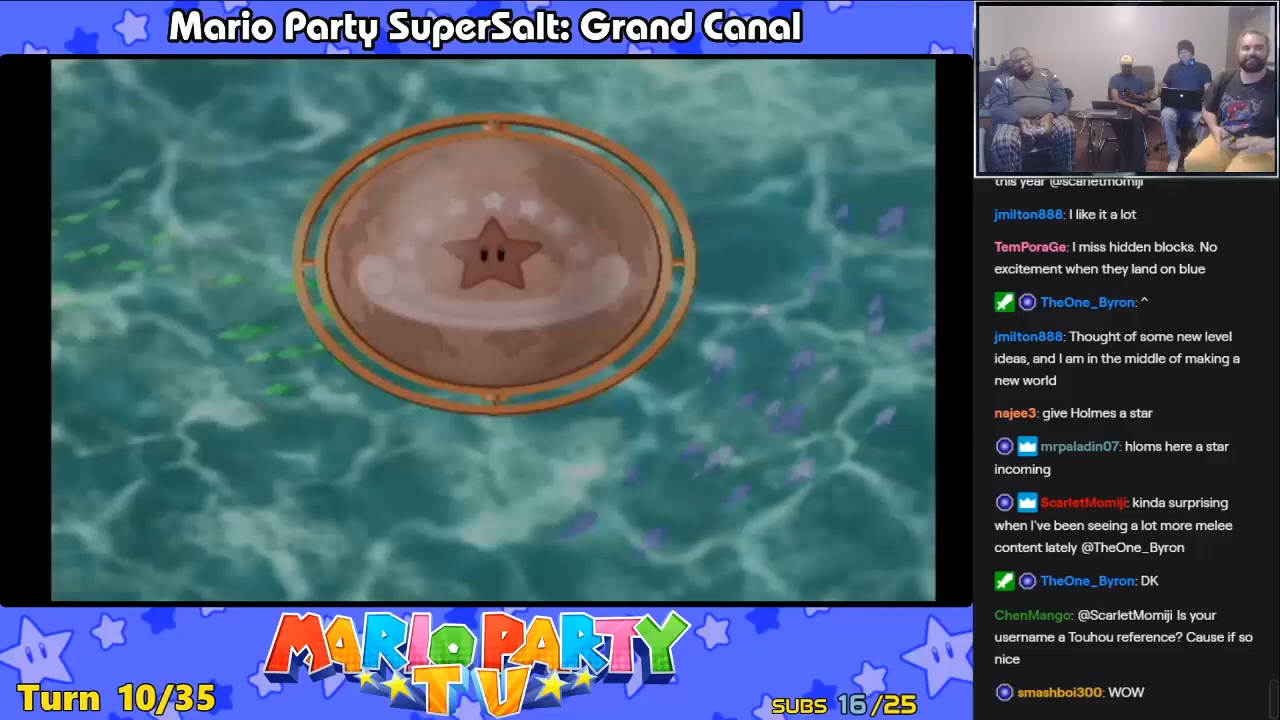 Mario Party SuperSalt: Grand Canal
this year @scarletmomiji
jmilton888: I like it a lot
TemPoraGe: I miss hidden blocks. No
excitement when they land on blue
TheOne_Byron: ^
jmilton888: Thought of some new level
ideas, and I am in the middle of making a
new world
najee3: give Holmes a star
mrpaladin07: hloms here a star
incoming
ScarletMomiji: kinda surprising
when I've been seeing a lot more melee
content lately @TheOne_Byron
TheOne_Byron: DK
ChenMango: @ScarletMomiji Is your
username a Touhou reference? Cause if so
nice
smashboi300: WOW
MARIO PARTY
TV
Turn 10/35
SUBS 16/25